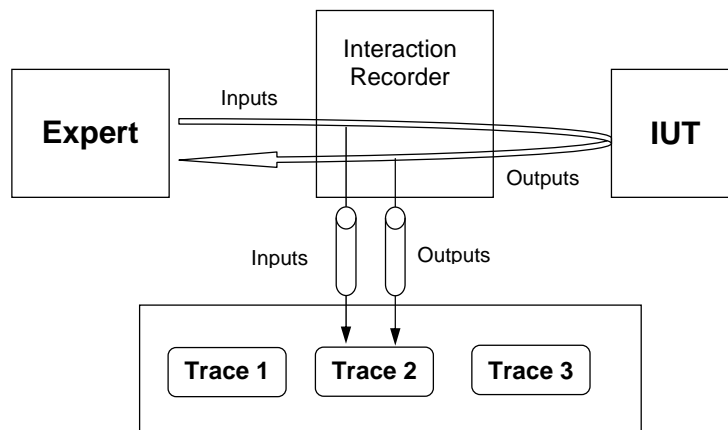 Interaction
Recorder
Inputs
Expert
IUT
Outputs
Inputs
Outputs
Trace 1
Trace 2
Trace 3